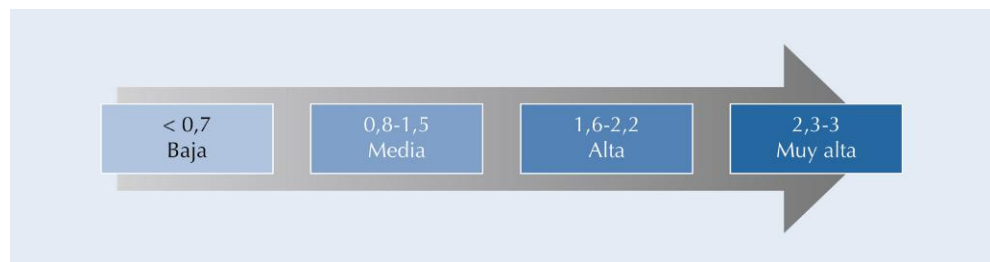 < 0,7
Baja
0,8-1,5
Media
1,6-2,2
Alta
2,3-3
Muy alta